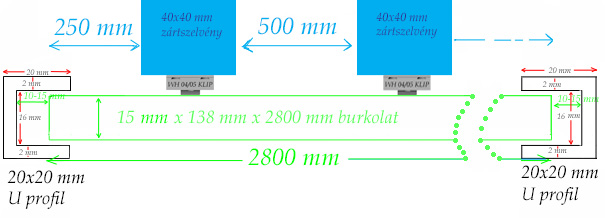 40x40 mm
zártszelvény
40x40 mm
zártszelvény
250 mm
500 mm
20 mm
WH 04/05 KLIP
WH 04/05 KLIP
20 mm
2 mm
2 mm
10-15 mm
10-15 mm
16 mm
15 mm x 138 mm x 2800 mm burkolat
16 mm
2 mm
2 mm
2800 mm
20x20 mm
U profil
20x20 mm
U profil